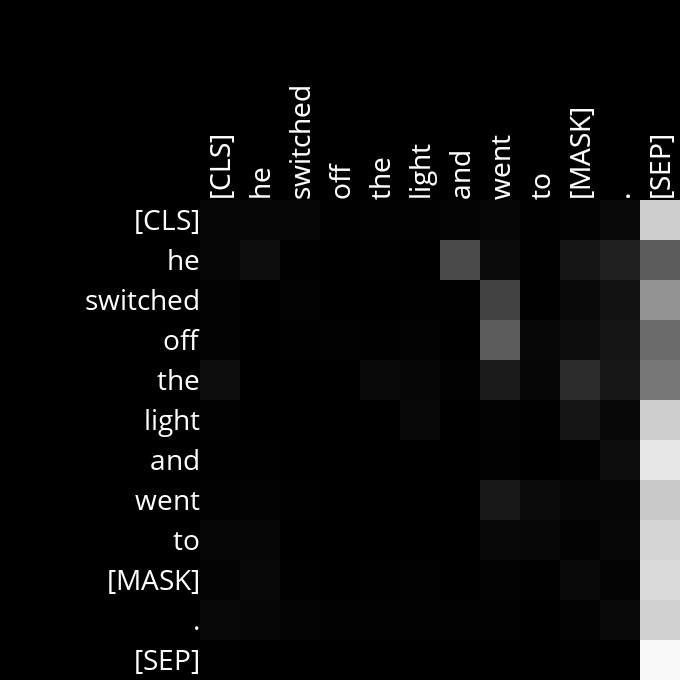 [CLS] he switched off the light and went to [MASK] . [SEP]
[CLS]
he
switched
off
the
light
and
went
to
[MASK]
.
[SEP]